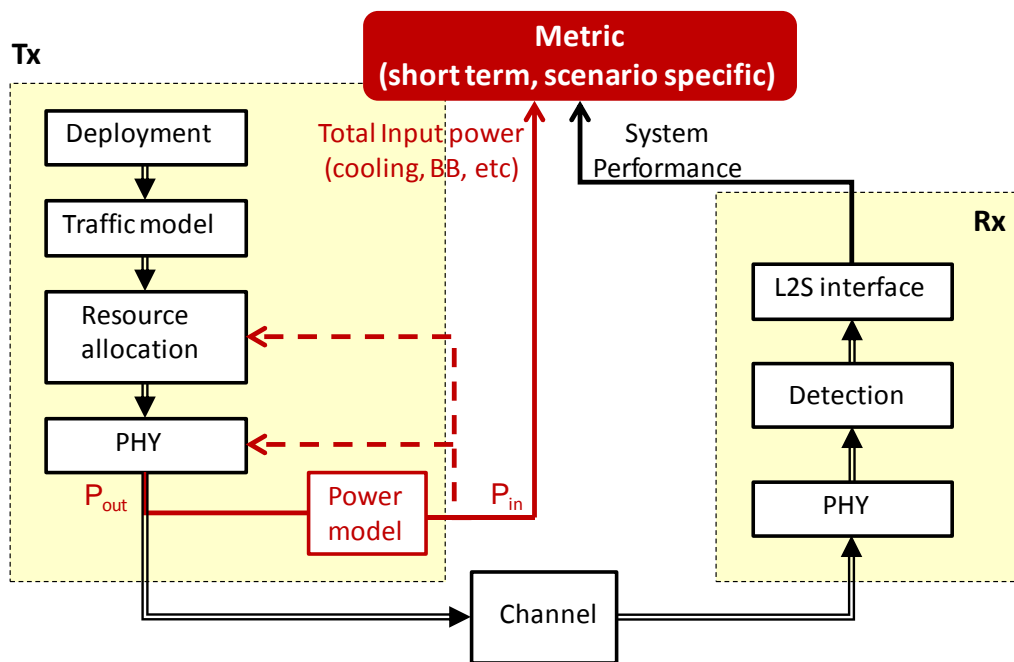 Metric
(short term, scenario specific)
Tx
Deployment
Traffic model
Resource
allocation
PHY
Total Input power
(cooling, BB, etc)
System
Performance
Rx
L2S interface
Detection
PHY
Pout
Power
model
Pin
Channel